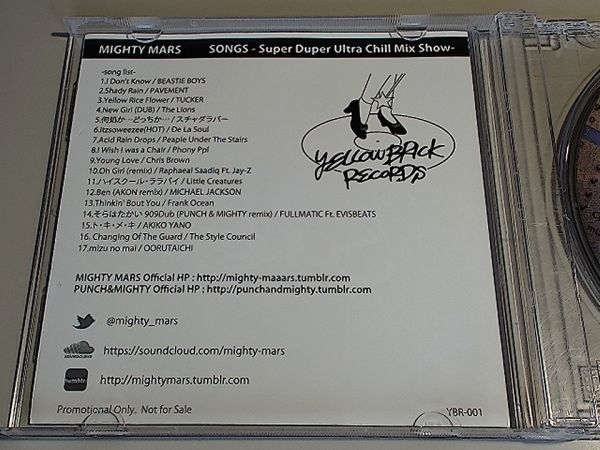 MIGHTY MARS SONGS - Super Duper Ultra Chill Mix Show-
-song list-
1.I Don't Know / BEASTIE BOYS
2.Shady Rain / PAVEMENT
3.Yellow Rice Flower / TUCKER
4.New Girl (DUB) / The Lions
5.何処か…どっちか…/ スチャダラパー
6.itzsoweezee(HOT) / De La Soul
7.Acid Rain Drops / Peaple Under The Stairs
8.I Wish I was a Chair / Phony Ppl
9.Young Love / Chris Brown
10.Oh Girl (remix) / Raphaeal Saadiq Ft. Jay-Z
11.ハイスクール・ララバイ / Little Creatures
12.Ben (AKON remix) / MICHAEL JACKSON
13.Thinkin' Bout You / Frank Ocean
14.そらはたかい 909Dub (PUNCH & MIGHTY remix) / FULLMATIC Ft. EVISBEATS
15.ト・キ・メ・キ / AKIKO YANO
16. Changing Of The Guard / The Style Council
17.mizu no mai / OORUTAICHI
YELLOW BRICK
RECORDS
MIGHTY MARS Official HP : http://mighty-maaars.tumblr.com
PUNCH&MIGHTY Official HP : http://punchandmighty.tumblr.com
@mighty_mars
SOUNDCLOUD https://soundcloud.com/mighty-mars
tumblr. http://mightymars.tumblr.com
Promotional Only. Not for Sale YBR-001